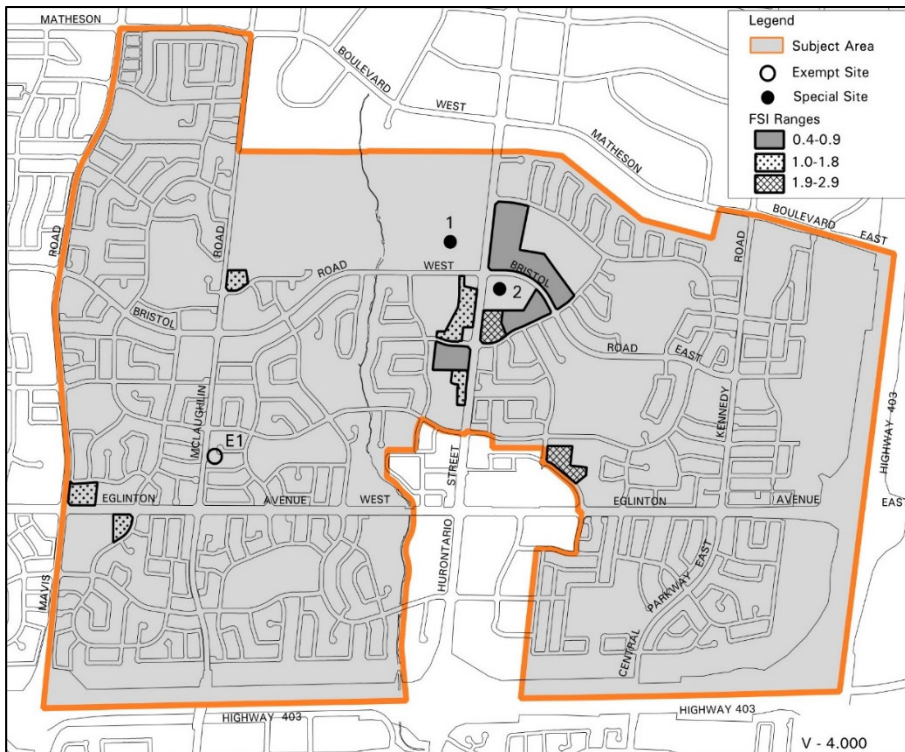 MATHESON
BOULEVARD
WEST
MATHESON
BOULEVARD
EAST
Legend
Subject Area
Exempt Site
Special Site
FSI Ranges
0.4-0.9
1.0-1.8
1.9-2.9
ROAD
ROAD
ROAD
1
ROAD
WEST
BRISTOL
2
BRISTOL
ROAD
EAST
MCLAUGHLIN
E1
KENNEDY
HIGHWAY 403
EGLINTON
AVENUE
WEST
STREET
EGLINTON
AVENUE
EAST
HURONTARIO
MAVIS
PARKWAY EAST
CENTRAL
HIGHWAY 403
HIGHWAY 403
V - 4.000